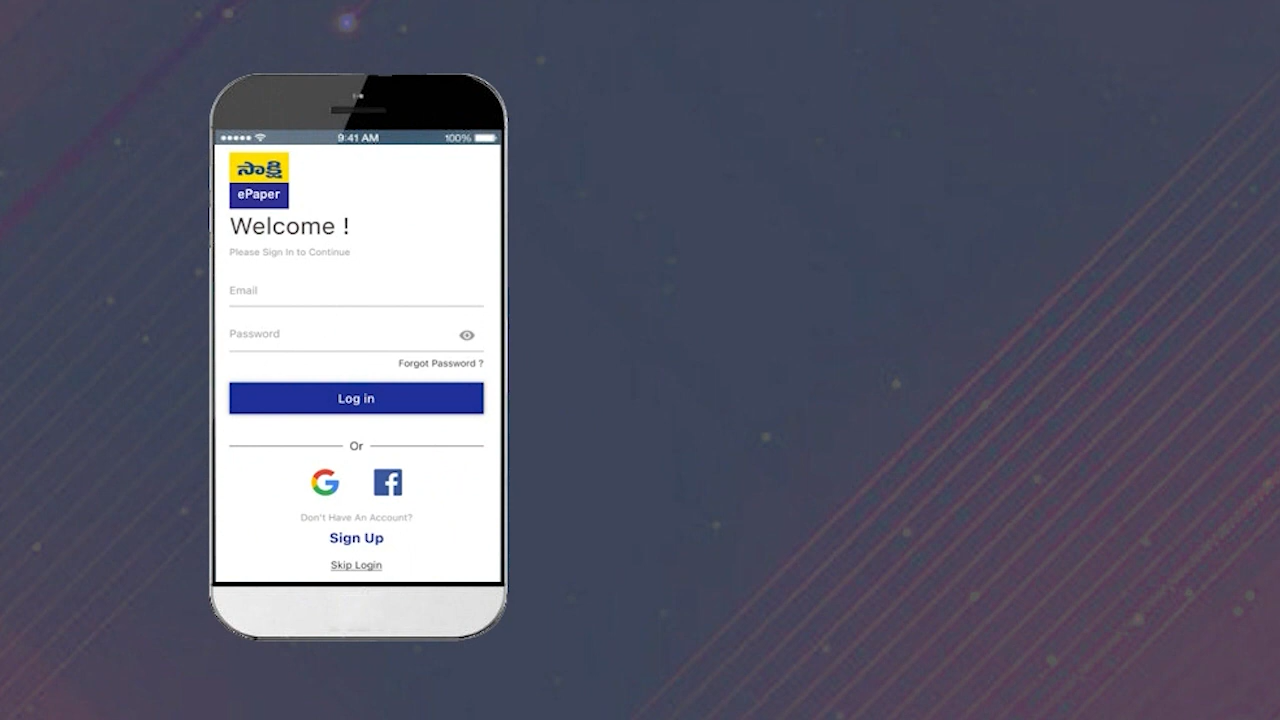 9:41 AM 100%
సాక్షి
ePaper
Welcome !
Please Sign In to Continue
Email
Password
Forgot Password ?
Log in
Or
Don't Have An Account?
Sign Up
Skip Login